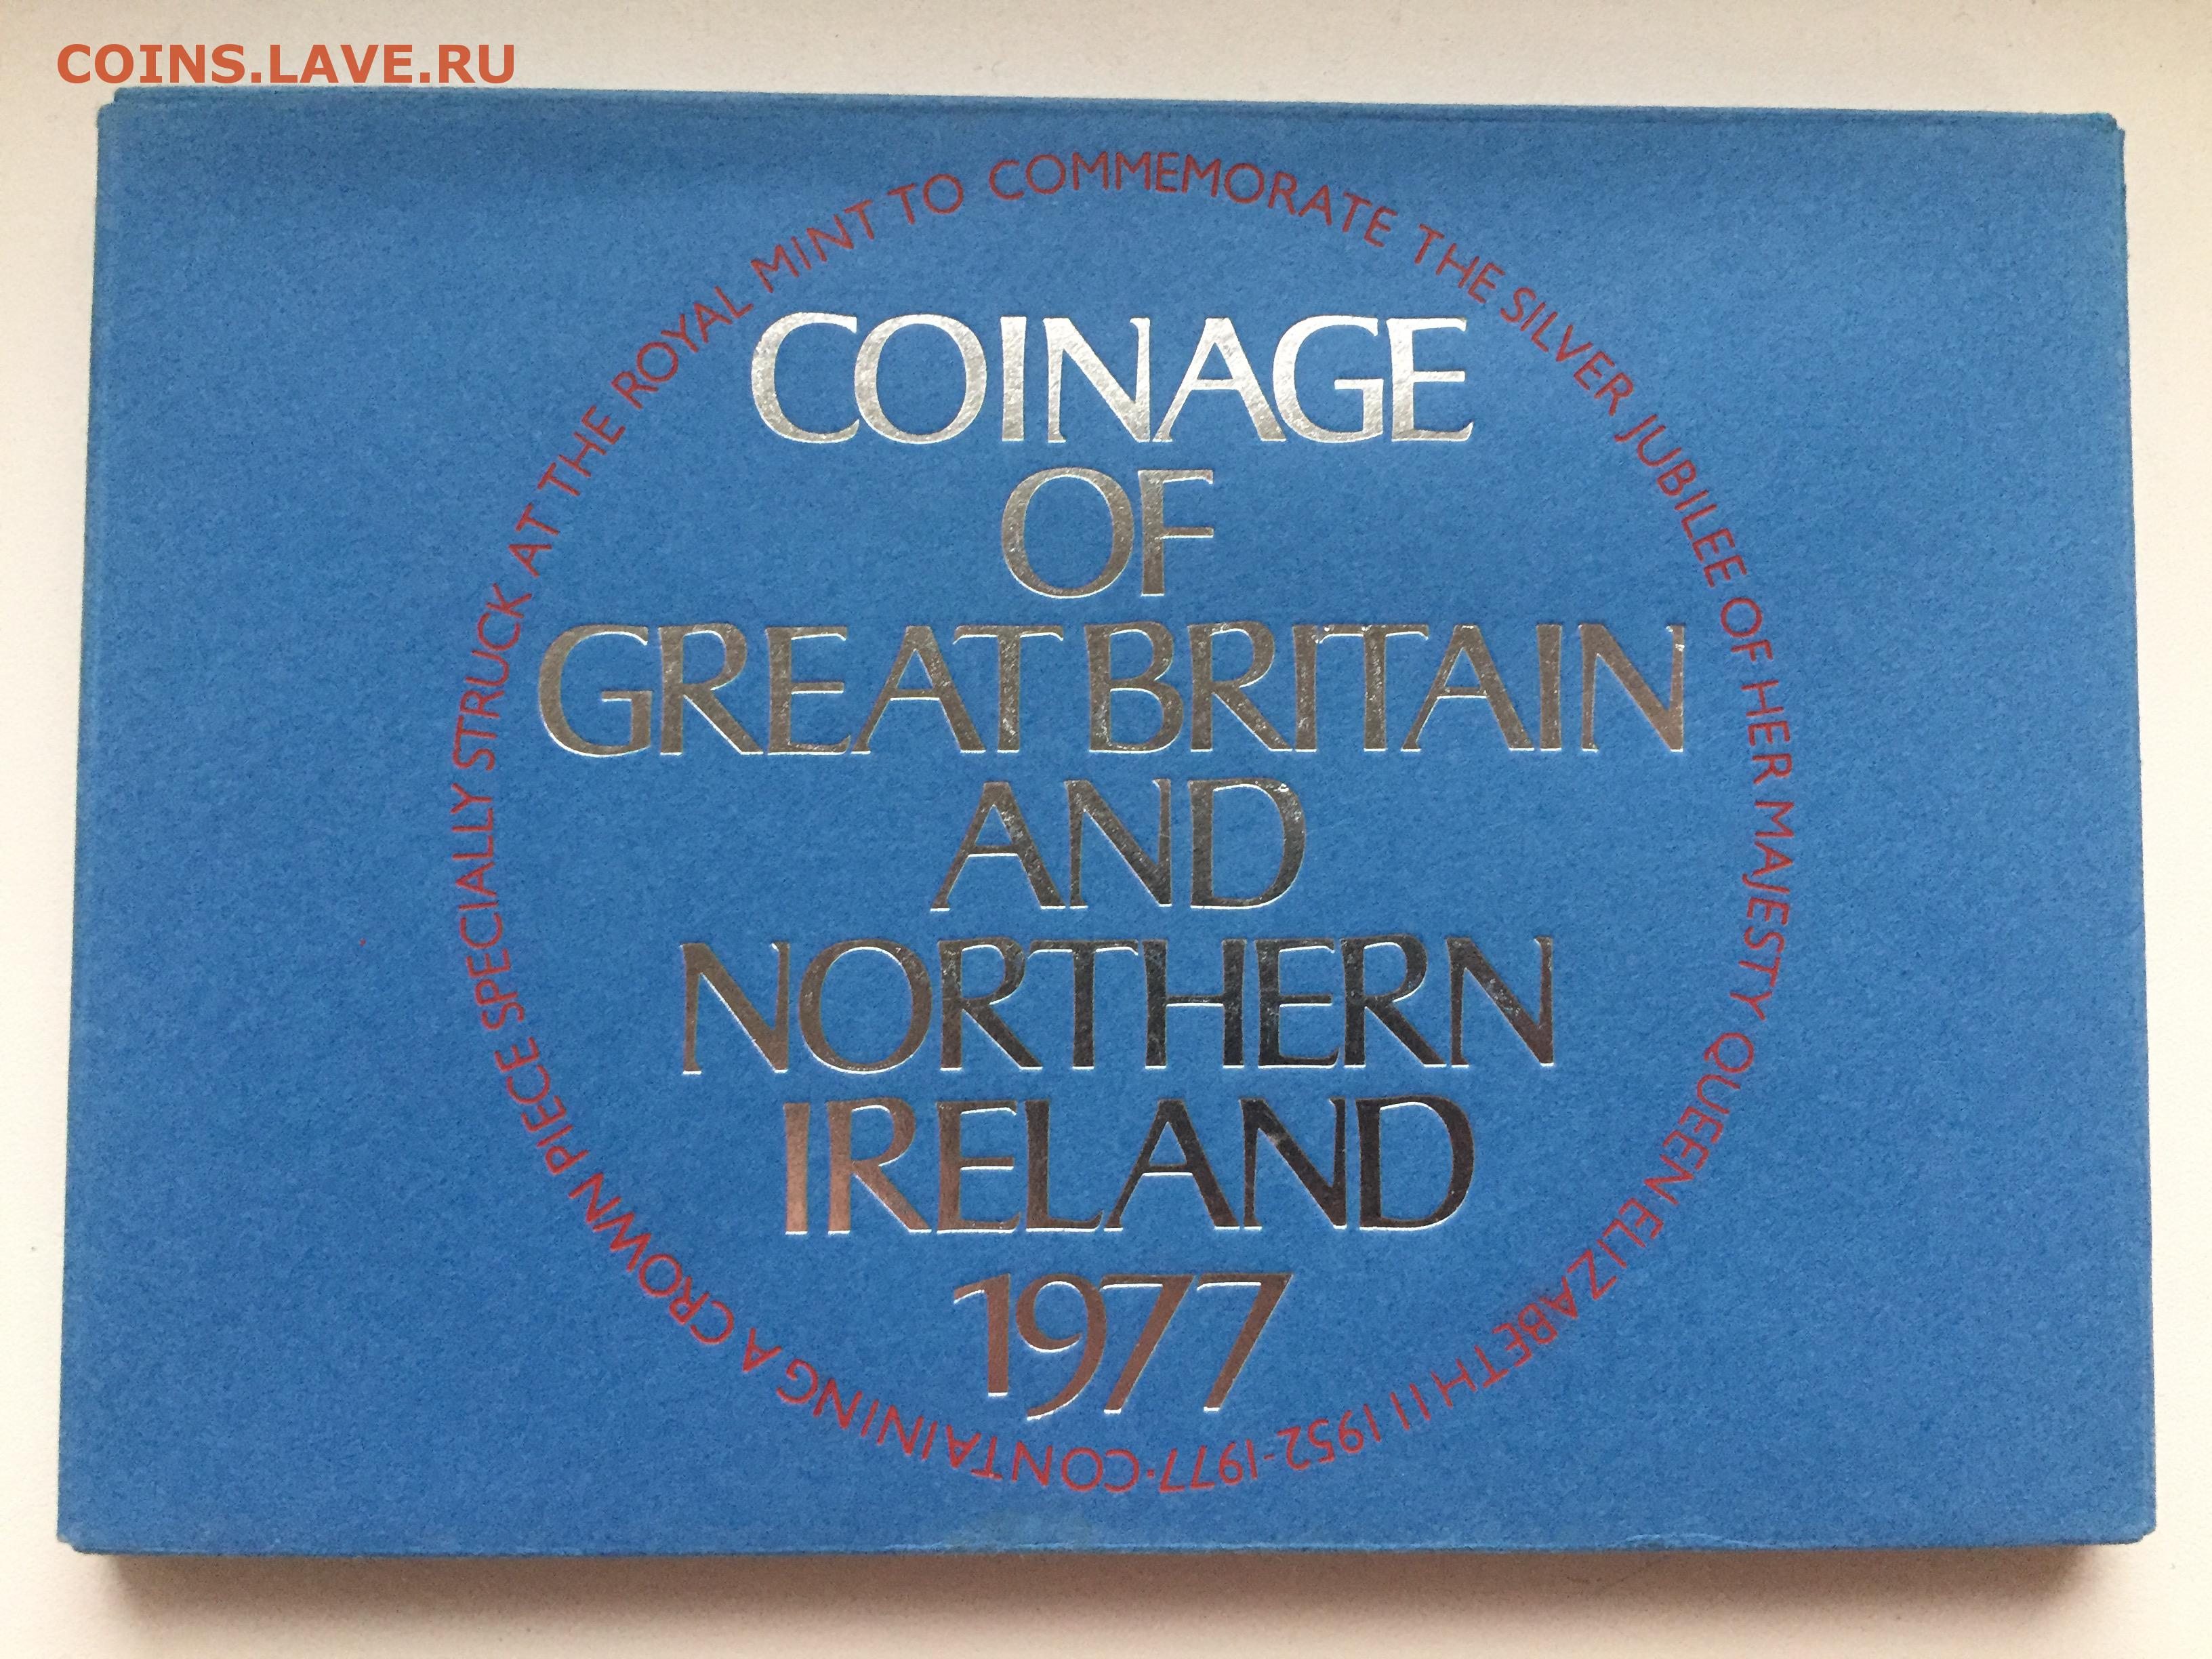 COINS.LAVE.RU
COINAGE
OF
GREAT BRITAIN
AND
NORTHERN
IRELAND
1977
CONTAINING A CROWN PIECE SPECIALLY STRUCK AT THE ROYAL MINT TO COMMEMORATE THE SILVER JUBILEE OF HER MAJESTY QUEEN ELIZABETH II 1952-1977·